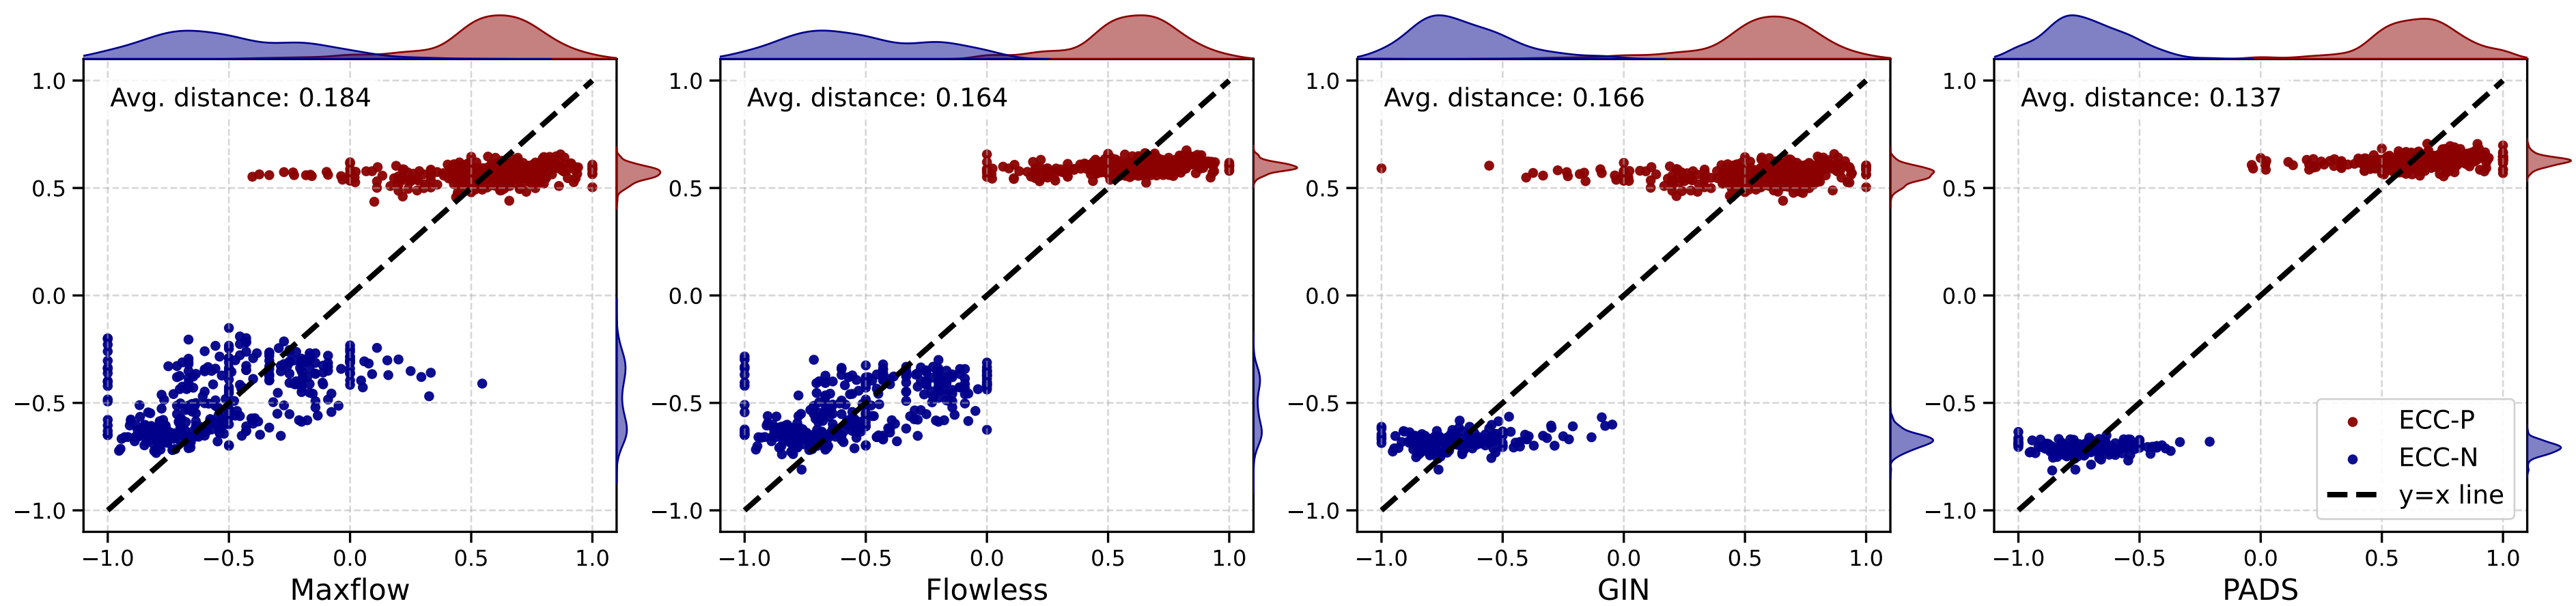 Avg. distance: 0.184
1.0
0.5
0.0
−0.5
−1.0
−1.0 −0.5 0.0 0.5 1.0
Maxflow
Avg. distance: 0.164
1.0
0.5
0.0
−0.5
−1.0
−1.0 −0.5 0.0 0.5 1.0
Flowless
Avg. distance: 0.166
1.0
0.5
0.0
−0.5
−1.0
−1.0 −0.5 0.0 0.5 1.0
GIN
Avg. distance: 0.137
1.0
0.5
0.0
−0.5
−1.0
ECC-P
ECC-N
y=x line
−1.0 −0.5 0.0 0.5 1.0
PADS